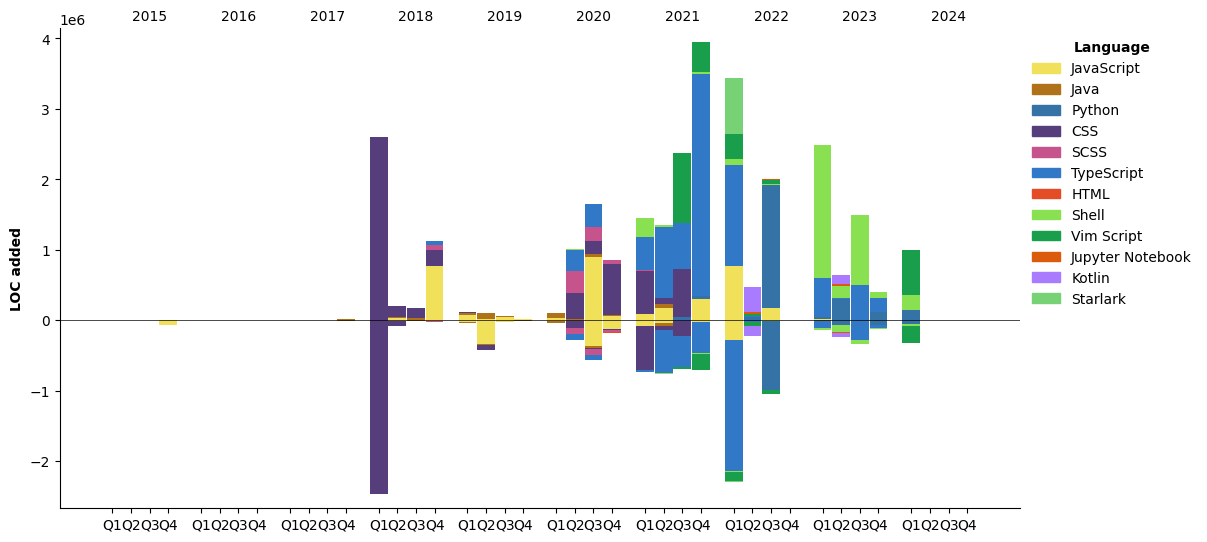 2015 2016 2017 2018 2019 2020 2021 2022 2023 2024
1e6
4
3
2
1
0
−1
−2
LOC added
Q1Q2Q3Q4 Q1Q2Q3Q4 Q1Q2Q3Q4 Q1Q2Q3Q4 Q1Q2Q3Q4 Q1Q2Q3Q4 Q1Q2Q3Q4 Q1Q2Q3Q4 Q1Q2Q3Q4 Q1Q2Q3Q4
Language
JavaScript
Java
Python
CSS
SCSS
TypeScript
HTML
Shell
Vim Script
Jupyter Notebook
Kotlin
Starlark